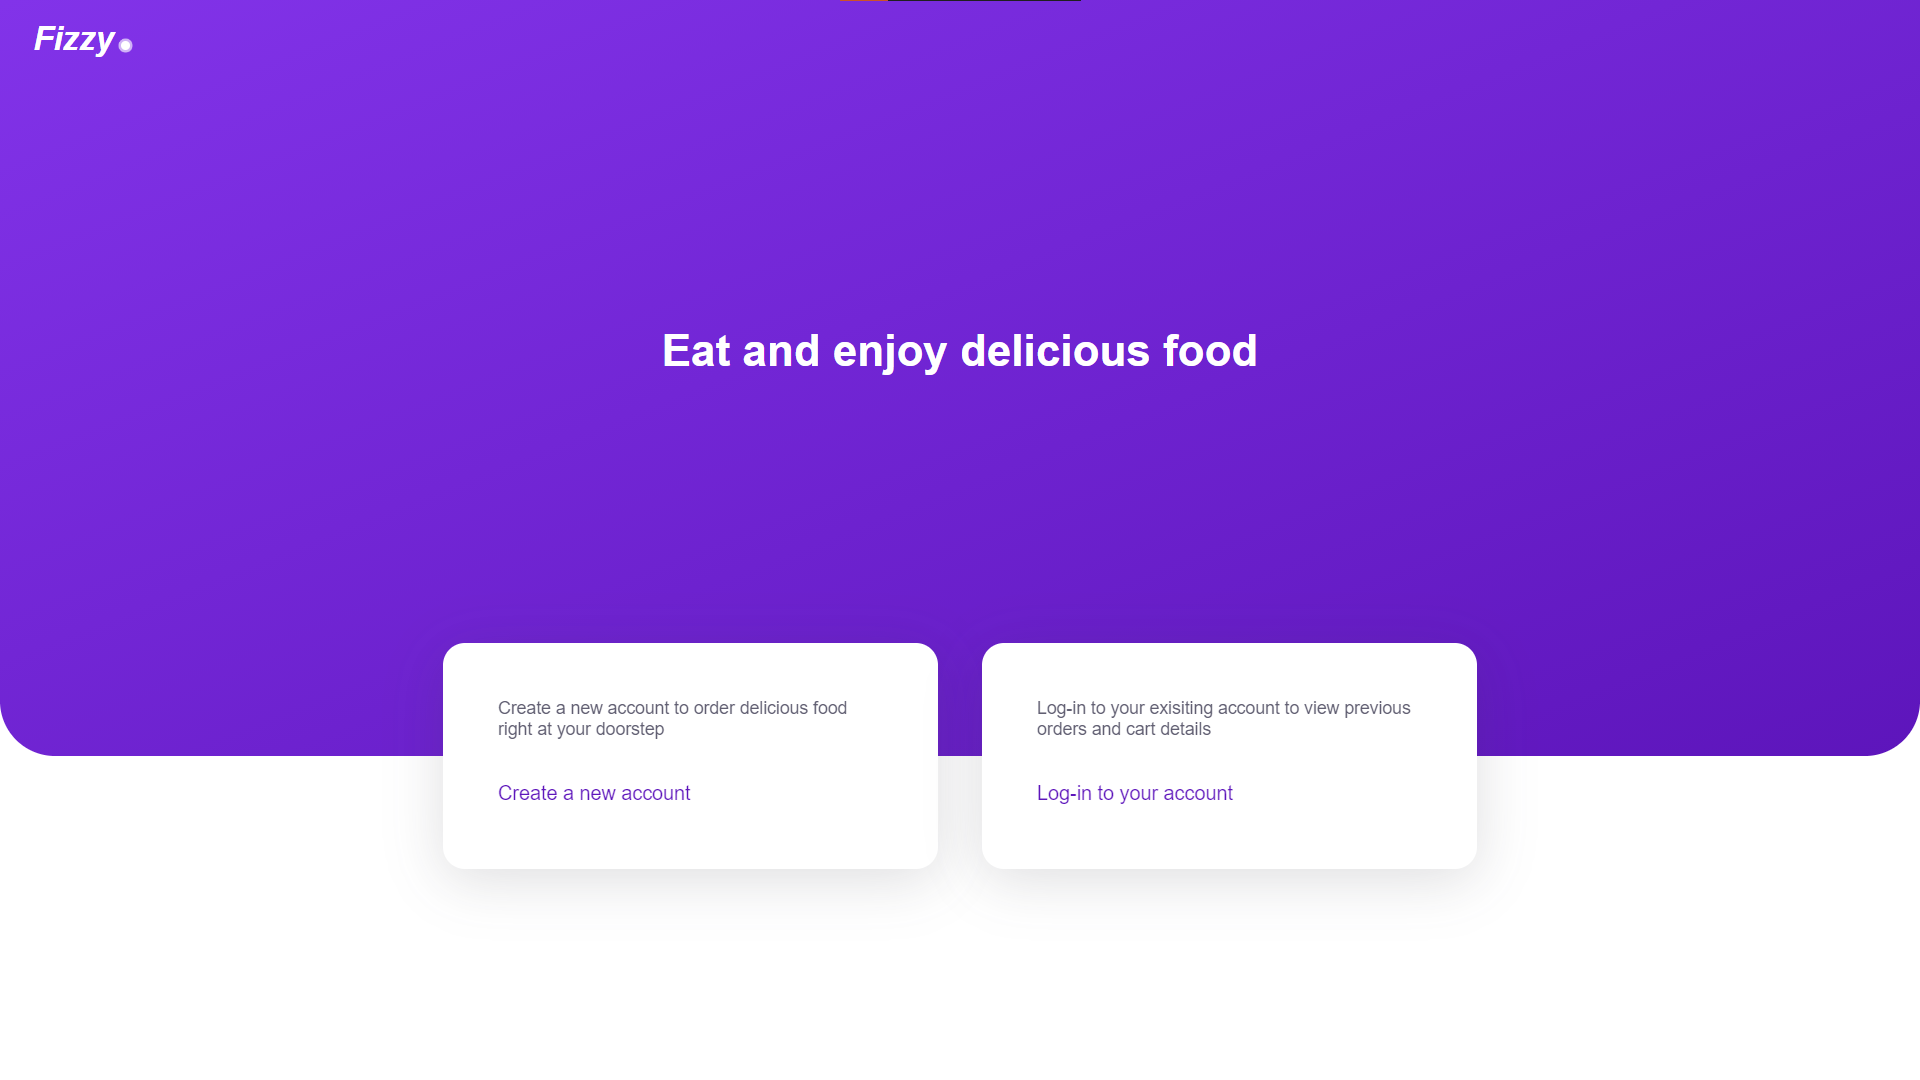 Fizzy
Eat and enjoy delicious food
Create a new account to order delicious food
right at your doorstep
Create a new account
Log-in to your exisiting account to view previous
orders and cart details
Log-in to your account